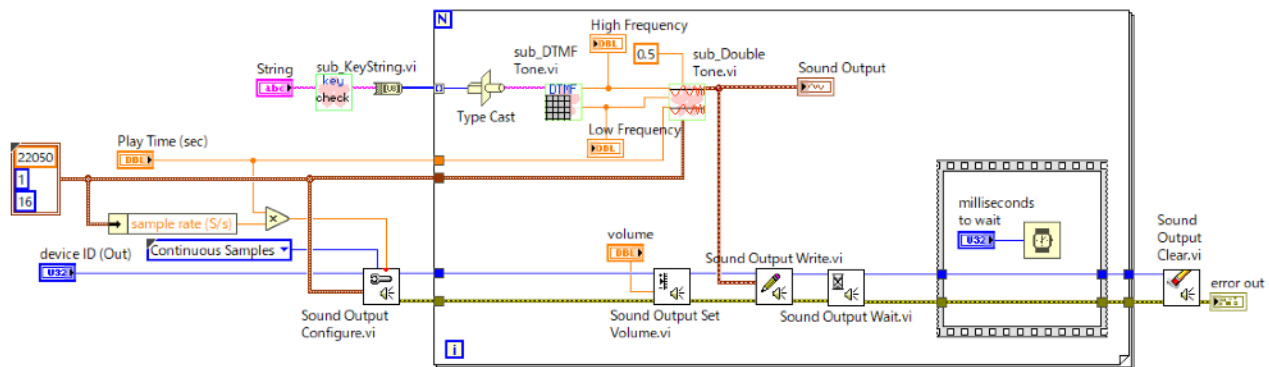 N
High Frequency
DBL
0.5
sub_DTMF
Tone.vi
sub_Double
Tone.vi
Sound Output
String
abc
sub_KeyString.vi
key
check
U8
Type Cast
DTMF
Low Frequency
DBL
Play Time (sec)
DBL
22050
1
16
sample rate (S/s)
×
Continuous Samples
device ID (Out)
U32
Sound Output
Configure.vi
volume
DBL
Sound Output Set
Volume.vi
Sound Output Write.vi
Sound Output Wait.vi
milliseconds
to wait
U32
Sound
Output
Clear.vi
error out
i